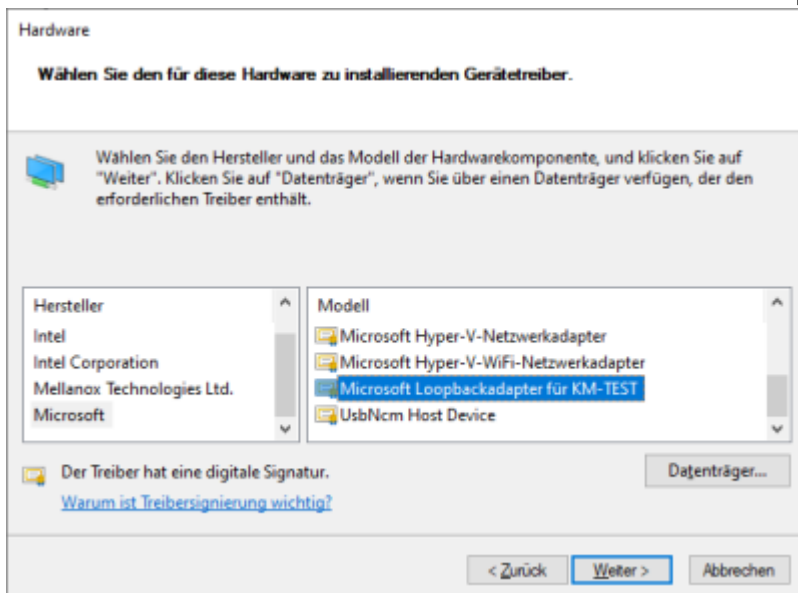 Hardware
Wählen Sie den für diese Hardware zu installierenden Gerätetreiber.
Wählen Sie den Hersteller und das Modell der Hardwarekomponente, und klicken Sie auf
"Weiter". Klicken Sie auf "Datenträger", wenn Sie über einen Datenträger verfügen, der den
erforderlichen Treiber enthält.
Hersteller
Intel
Intel Corporation
Mellanox Technologies Ltd.
Microsoft
Modell
Microsoft Hyper-V-Netzwerkadapter
Microsoft Hyper-V-WiFi-Netzwerkadapter
Microsoft Loopbackadapter für KM-TEST
UsbNcm Host Device
Der Treiber hat eine digitale Signatur.
Warum ist Treibersignierung wichtig?
Datenträger...
< Zurück
Weiter >
Abbrechen